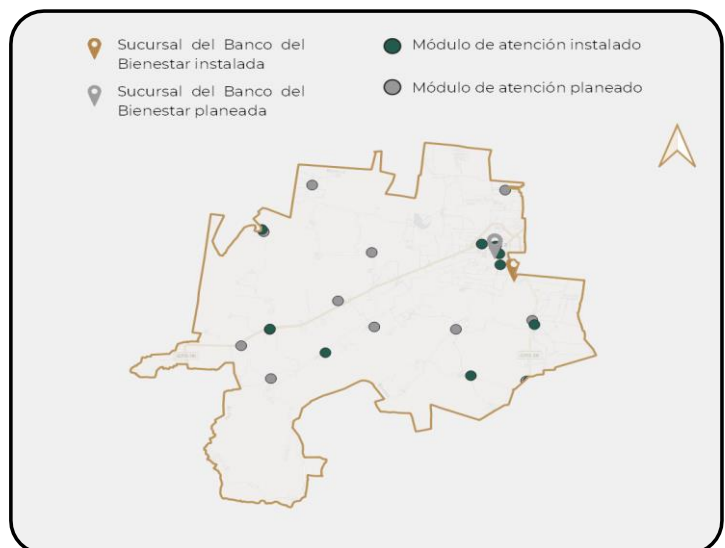 Sucursal del Banco del
Bienestar instalada
Sucursal del Banco del
Bienestar planeada
Módulo de atención instalado
Módulo de atención planeado